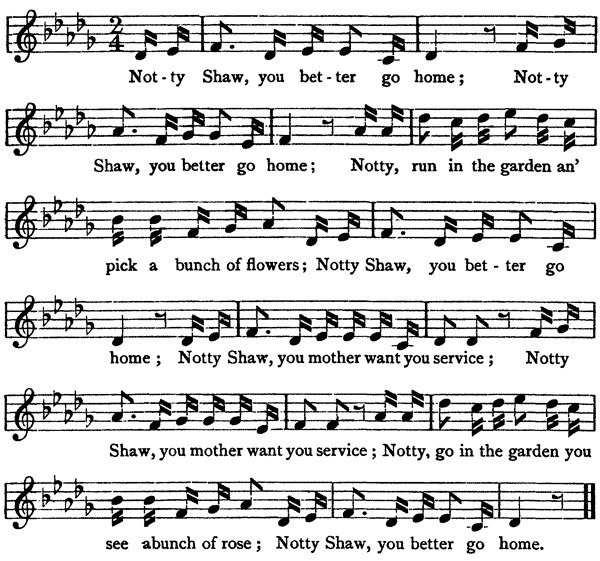 2
4
Not-ty Shaw, you bet-ter go home; Not-ty
Shaw, you better go home; Notty, run in the garden an'
pick a bunch of flowers; Notty Shaw, you bet-ter go
home; Notty Shaw, you mother want you service; Notty
Shaw, you mother want you service; Notty, go in the garden you
see abunch of rose; Notty Shaw, you better go home.